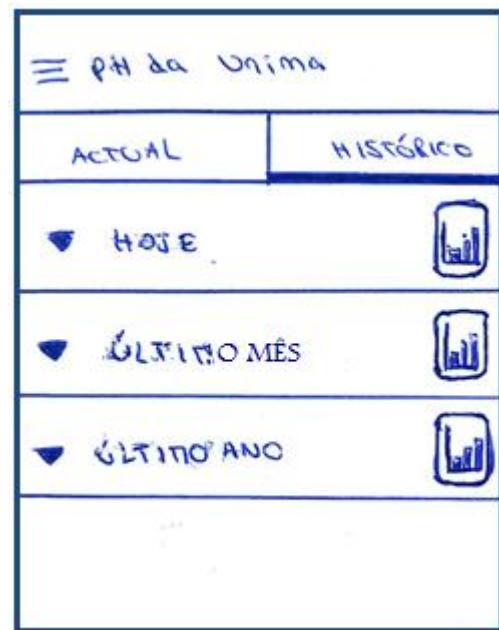 PH da Unima
ACTUAL
HISTÓRICO
HOJE
ÚLTIMO MÊS
ÚLTIMO ANO